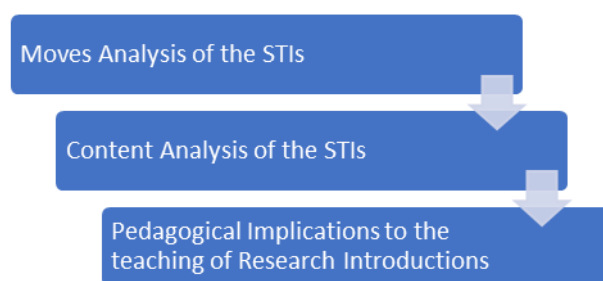 Moves Analysis of the STIs
Content Analysis of the STIs
Pedagogical Implications to the
teaching of Research Introductions